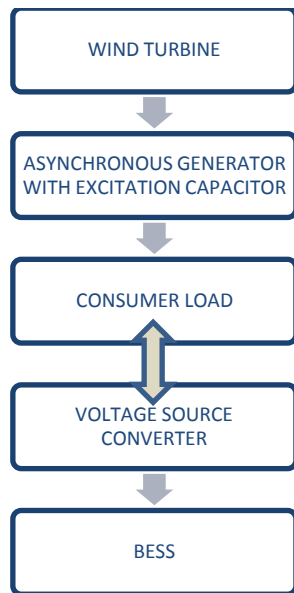 WIND TURBINE
ASYNCHRONOUS GENERATOR
WITH EXCITATION CAPACITOR
CONSUMER LOAD
VOLTAGE SOURCE
CONVERTER
BESS